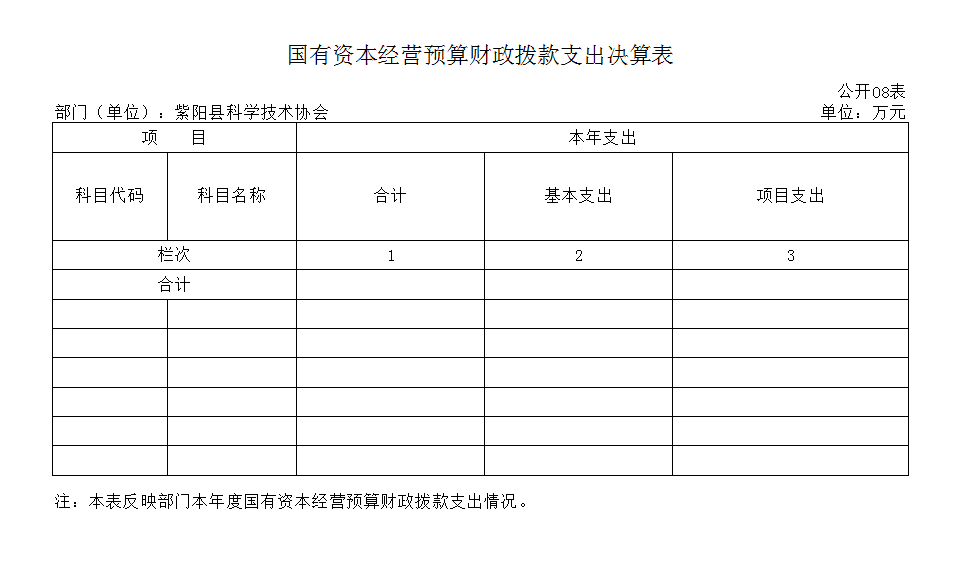 国有资本经营预算财政拨款支出决算表
公开08表
部门（单位）：紫阳县科学技术协会 单位：万元
项 目 本年支出
科目代码 科目名称 合计 基本支出 项目支出
栏次 1 2 3
合计
注：本表反映部门本年度国有资本经营预算财政拨款支出情况。